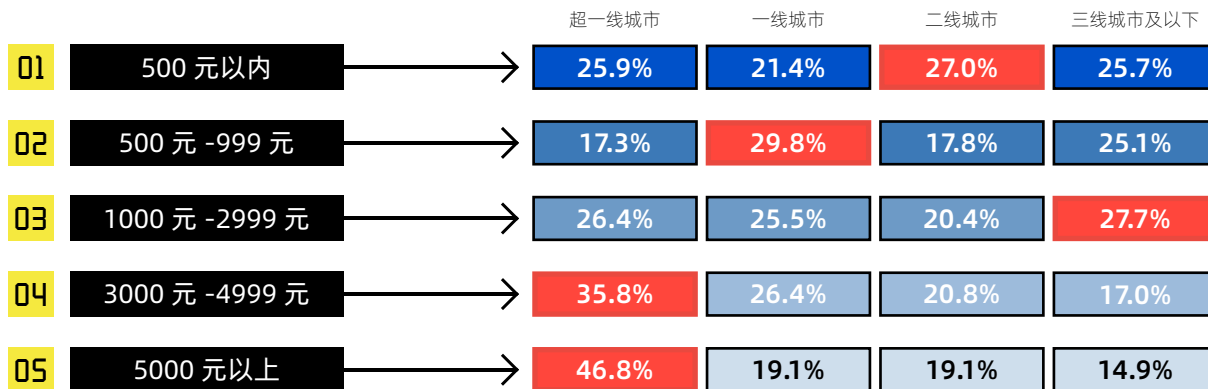 超一线城市 一线城市 二线城市 三线城市及以下
01 500 元以内 25.9% 21.4% 27.0% 25.7%
02 500 元 -999 元 17.3% 29.8% 17.8% 25.1%
03 1000 元 -2999 元 26.4% 25.5% 20.4% 27.7%
04 3000 元 -4999 元 35.8% 26.4% 20.8% 17.0%
05 5000 元以上 46.8% 19.1% 19.1% 14.9%